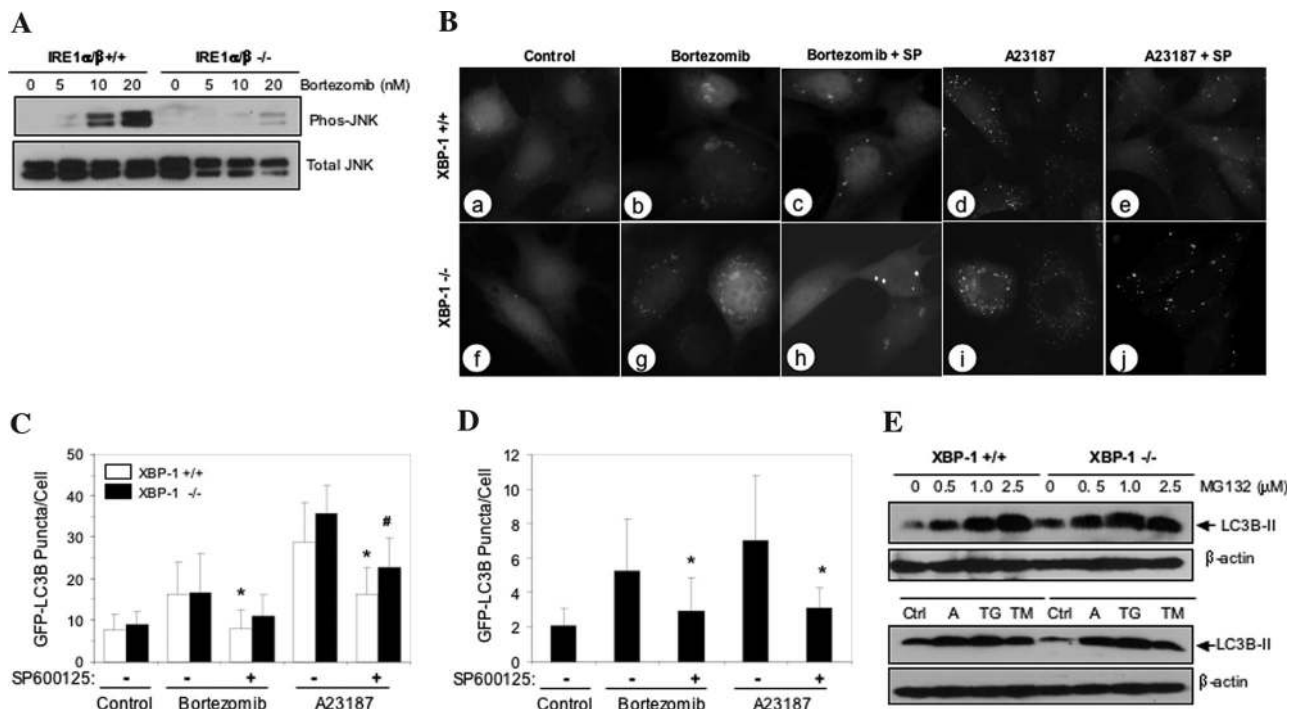 A
IRE1α/β+/+ IRE1α/β -/-
0 5 10 20 0 5 10 20 Bortezomib (nM)
Phos-JNK
Total JNK
B
Control Bortezomib Bortezomib + SP A23187 A23187 + SP
XBP-1 +/+
a b c d e
XBP-1 -/-
f g h i j
C
GFP-LC3B Puncta/Cell
50
40
30
20
10
0
XBP-1 +/+
XBP-1 -/-
* * #
SP600125: - - + - +
Control Bortezomib A23187
D
GFP-LC3B Puncta/Cell
12
10
8
6
4
2
0
* *
SP600125: - - + - +
Control Bortezomib A23187
E
XBP-1 +/+ XBP-1 -/-
0 0.5 1.0 2.5 0 0. 5 1.0 2.5 MG132 (μM)
LC3B-II
β-actin
Ctrl A TG TM Ctrl A TG TM
LC3B-II
β-actin